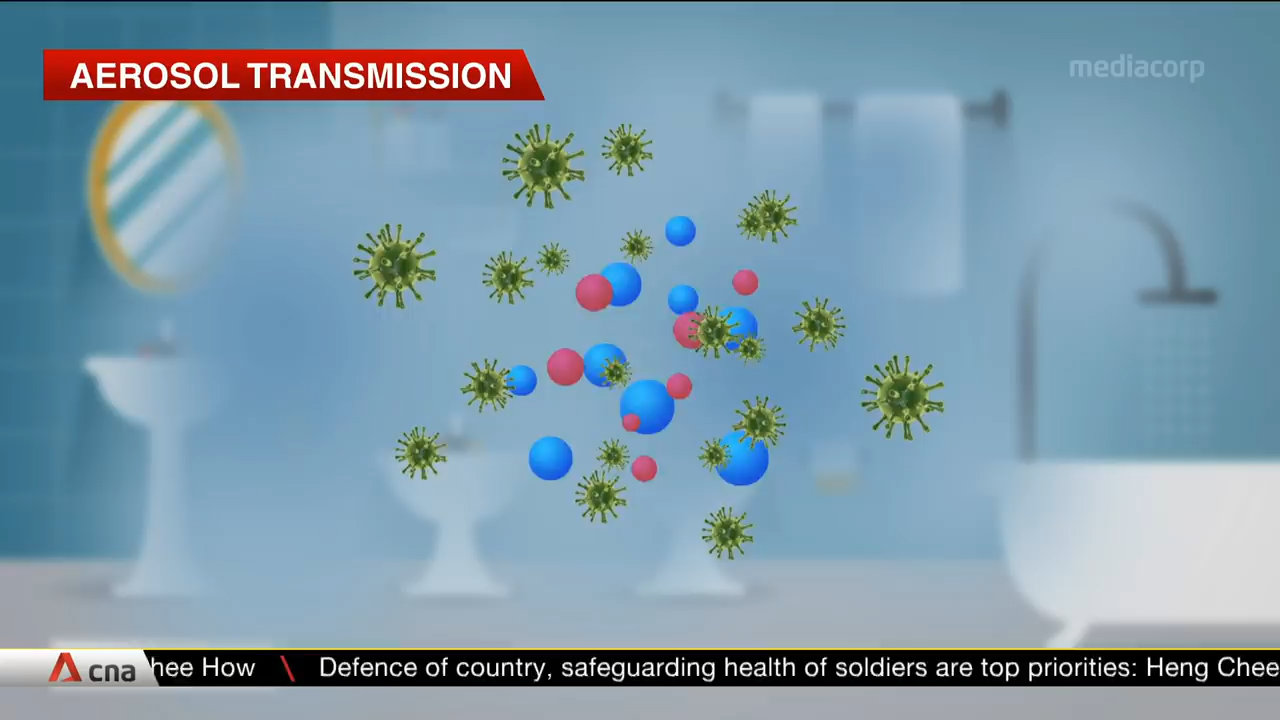 AEROSOL TRANSMISSION
mediacorp
cna
hee How \ Defence of country, safeguarding health of soldiers are top priorities: Heng Chee